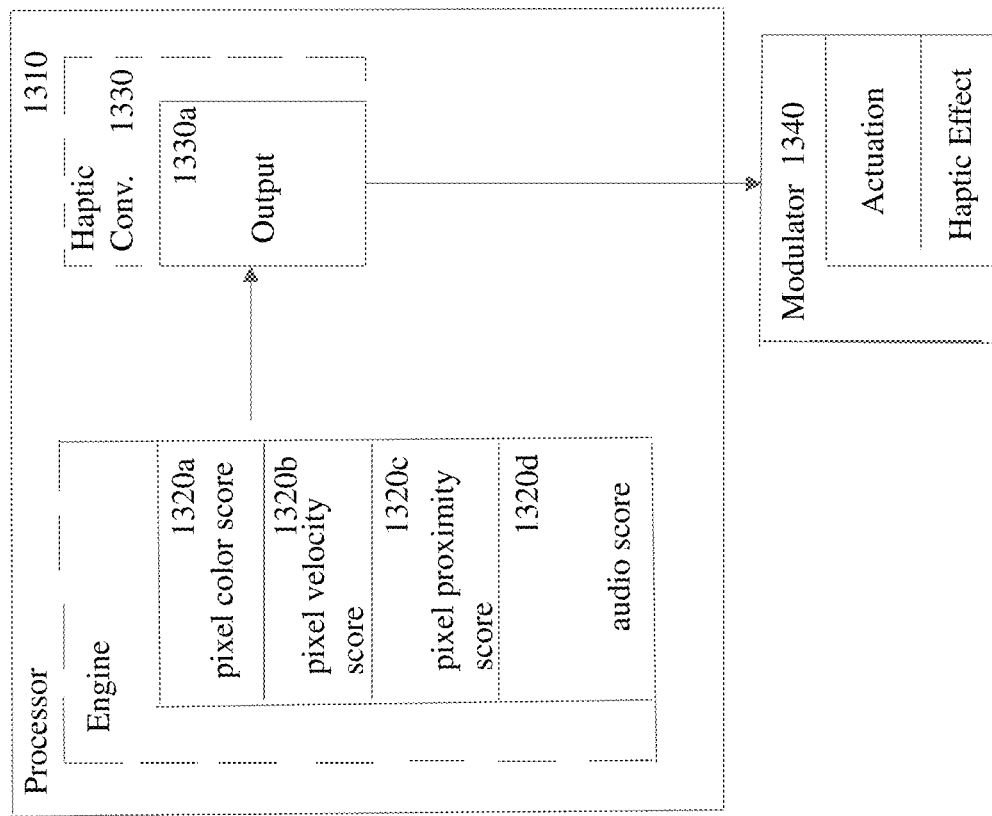 Processor 1310
Engine
1320a
pixel color score
1320b
pixel velocity
score
1320c
pixel proximity
score
1320d
audio score
Haptic
Conv. 1330
1330a
Output
Modulator 1340
Actuation
Haptic Effect